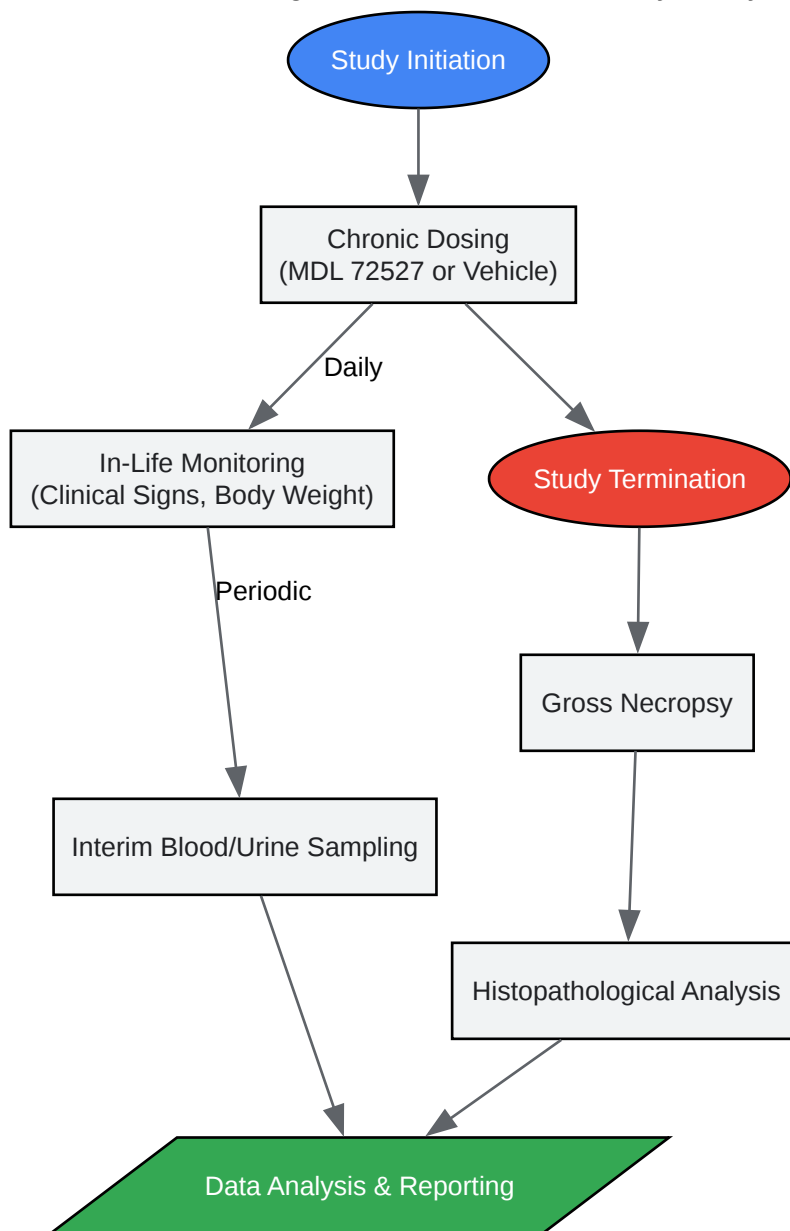 Study Initiation
Chronic Dosing
(MDL 72527 or Vehicle)
Daily
In-Life Monitoring
(Clinical Signs, Body Weight)
Study Termination
Periodic
Gross Necropsy
Interim Blood/Urine Sampling
Histopathological Analysis
Data Analysis & Reporting